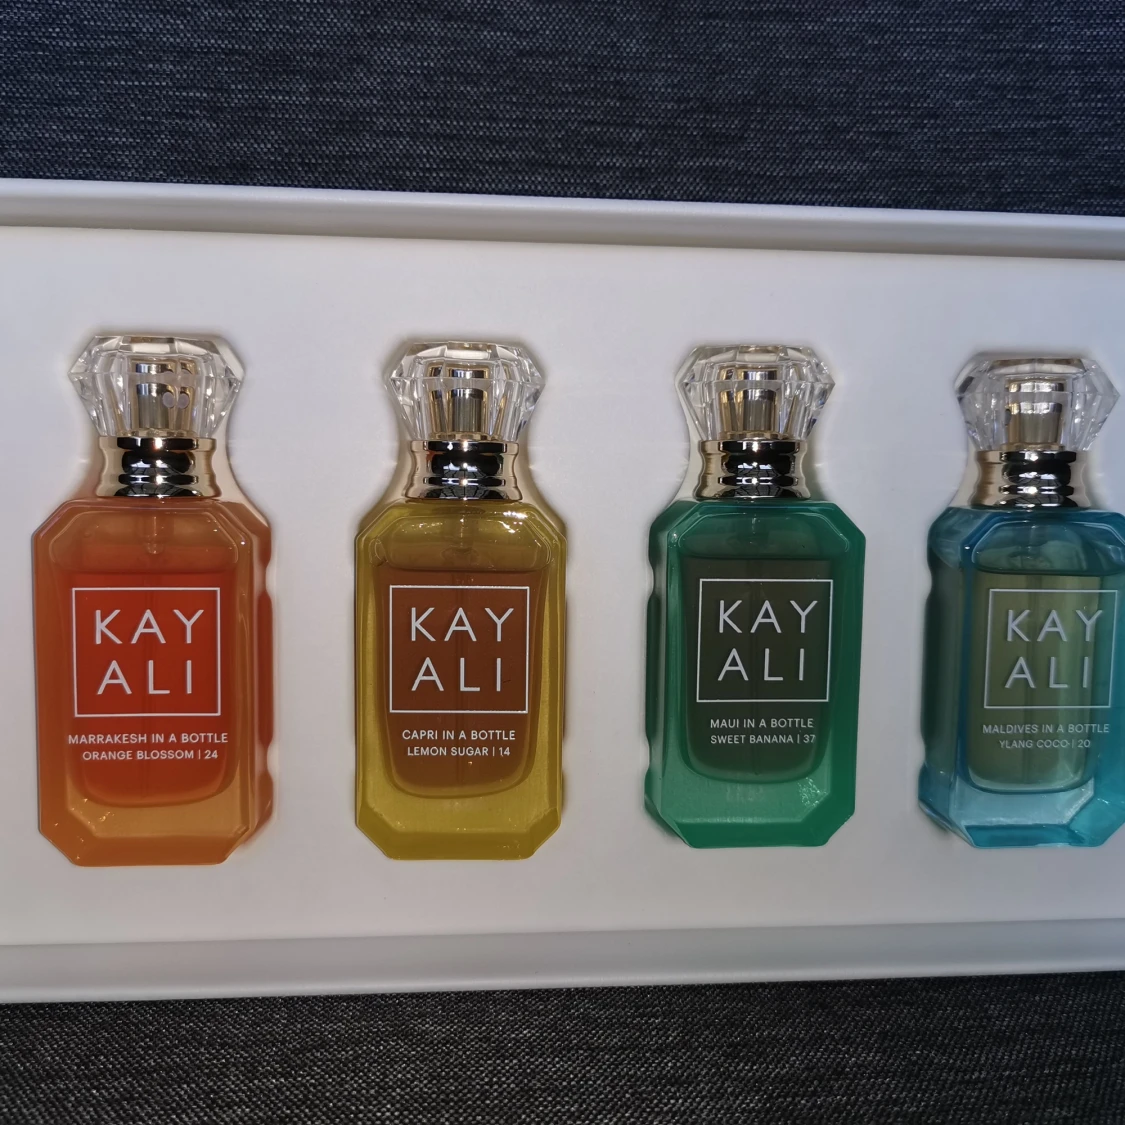 KAY
ALI
MARRAKESH IN A BOTTLE
ORANGE BLOSSOM | 24
KAY
ALI
CAPRI IN A BOTTLE
LEMON SUGAR | 14
KAY
ALI
MAUI IN A BOTTLE
SWEET BANANA | 37
KAY
ALI
MALDIVES IN A BOTTLE
YLANG COCO | 20